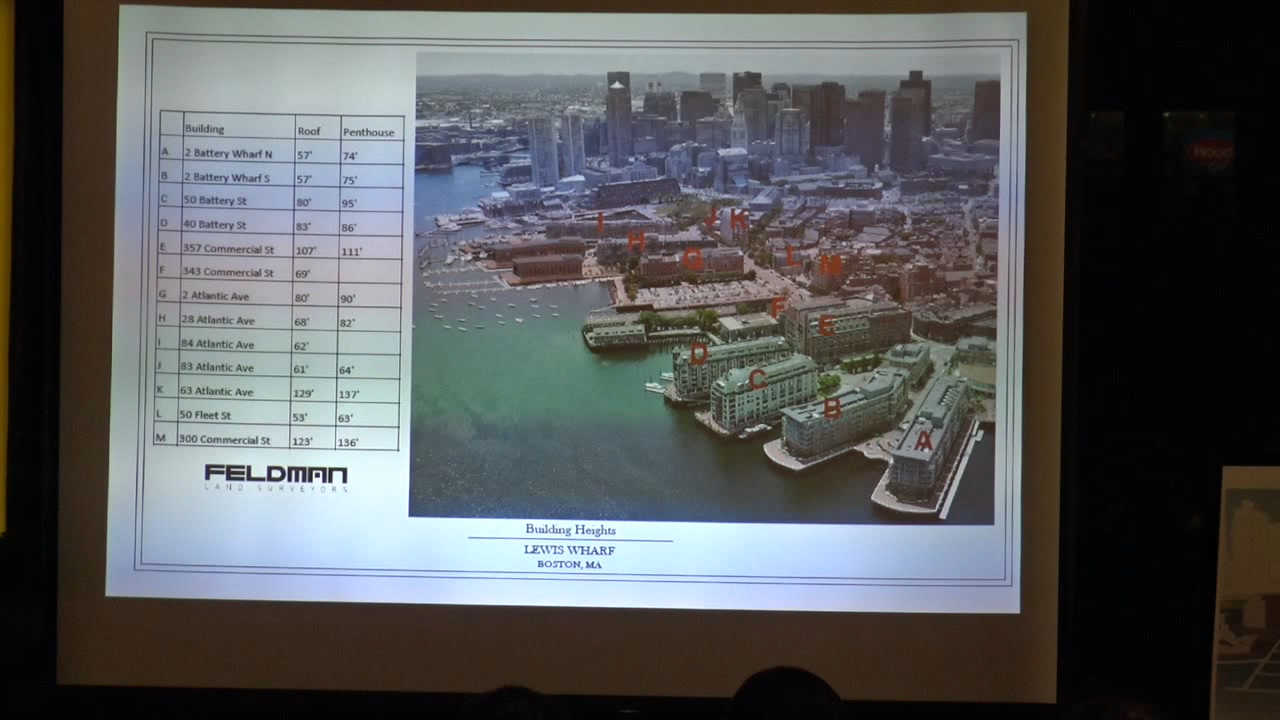 Building Roof Penthouse
A 2 Battery Wharf N 57' 74'
B 2 Battery Wharf S 57' 75'
C 50 Battery St 80' 95'
D 40 Battery St 83' 86'
E 357 Commercial St 107' 111'
F 343 Commercial St 69'
G 2 Atlantic Ave 80' 90'
H 28 Atlantic Ave 68' 82'
I 84 Atlantic Ave 62'
J 83 Atlantic Ave 61' 64'
K 63 Atlantic Ave 129' 137'
L 50 Fleet St 53' 63'
M 300 Commercial St 123' 136'
FELDMAN
LAND SURVEYORS
I J K
H G L M
F E
D
C
B
A
Building Heights
LEWIS WHARF
BOSTON, MA